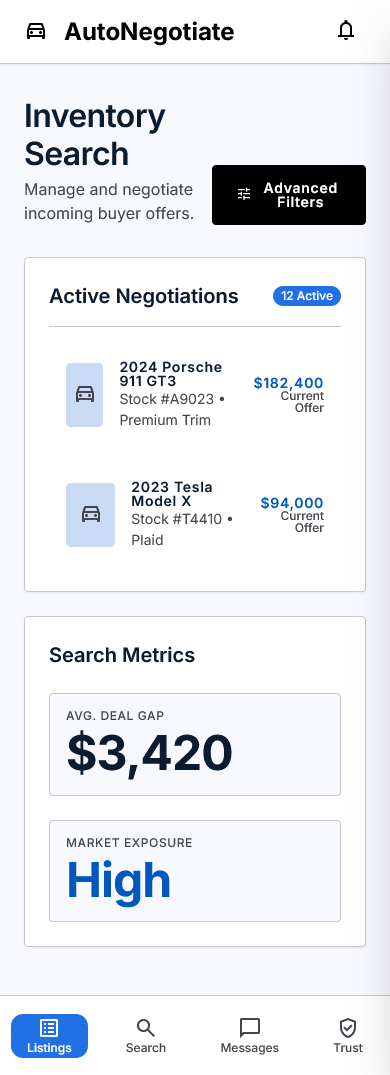 AutoNegotiate
Inventory
Search
Manage and negotiate
incoming buyer offers.
Advanced
Filters
Active Negotiations
12 Active
2024 Porsche
911 GT3
Stock #A9023 •
Premium Trim
$182,400
Current
Offer
2023 Tesla
Model X
Stock #T4410 •
Plaid
$94,000
Current
Offer
Search Metrics
AVG. DEAL GAP
$3,420
MARKET EXPOSURE
High
Listings
Search
Messages
Trust